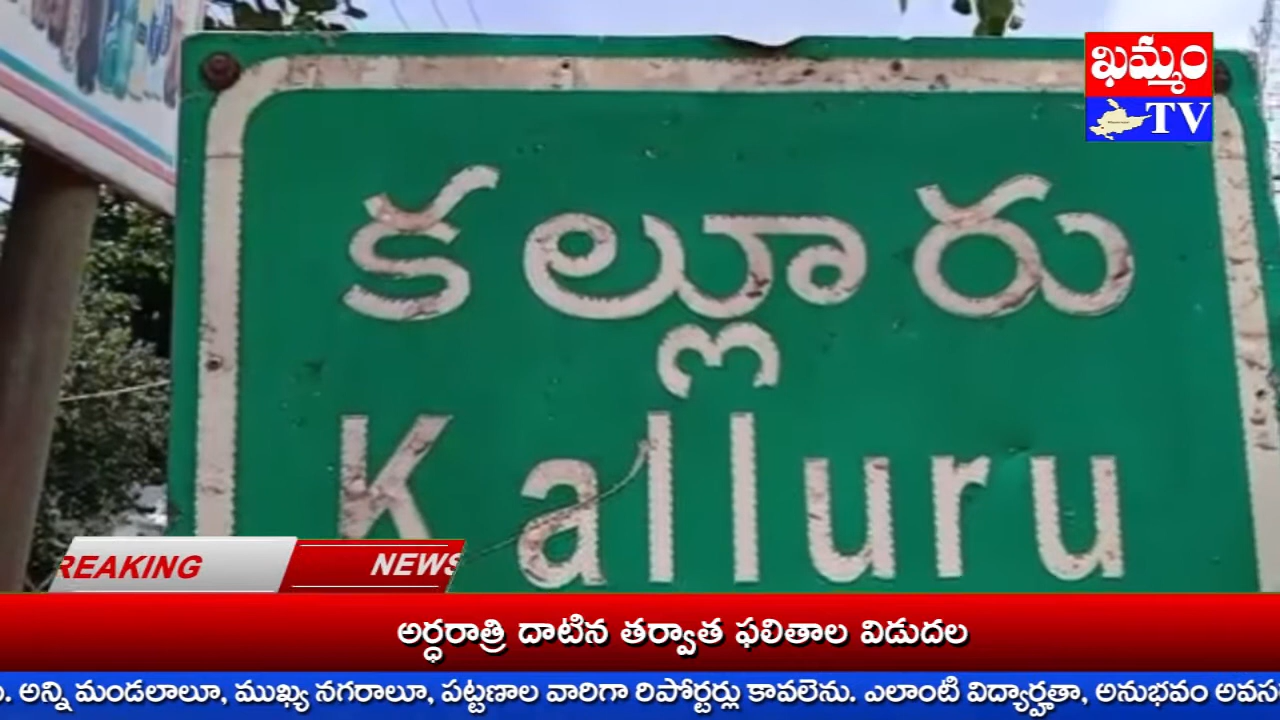 ఖమ్మం
TV
కల్లూరు
Kalluru
REAKING NEWS
అర్ధరాత్రి దాటిన తర్వాత ఫలితాల విడుదల
అన్ని మండలాలూ, ముఖ్య నగరాలూ, పట్టణాల వారిగా రిపోర్టర్లు కావలెను. ఎలాంటి విద్యార్హతా, అనుభవం